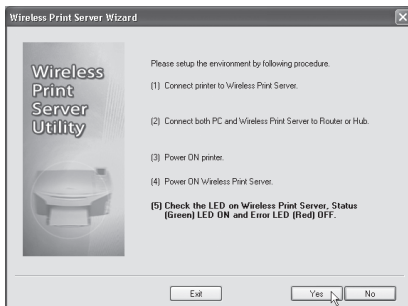 Wireless Print Server Wizard
Wireless
Print
Server
Utility
Please setup the environment by following procedure.
(1) Connect printer to Wireless Print Server.
(2) Connect both PC and Wireless Print Server to Router or Hub.
(3) Power ON printer.
(4) Power ON Wireless Print Server.
(5) Check the LED on Wireless Print Server, Status
(Green) LED ON and Error LED (Red) OFF.
Exit
Yes
No